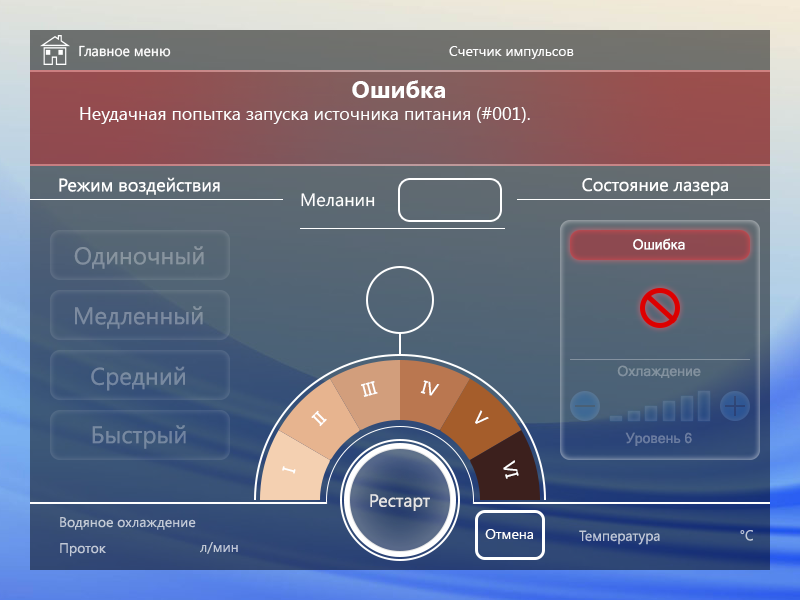 Главное меню
Счетчик импульсов
Ошибка
Неудачная попытка запуска источника питания (#001).
Режим воздействия
Меланин
Состояние лазера
Одиночный
Медленный
Средний
Быстрый
Ошибка
Охлаждение
Уровень 6
I
II
III
IV
V
VI
Рестарт
Водяное охлаждение
Проток
л/мин
Отмена
Температура
°C